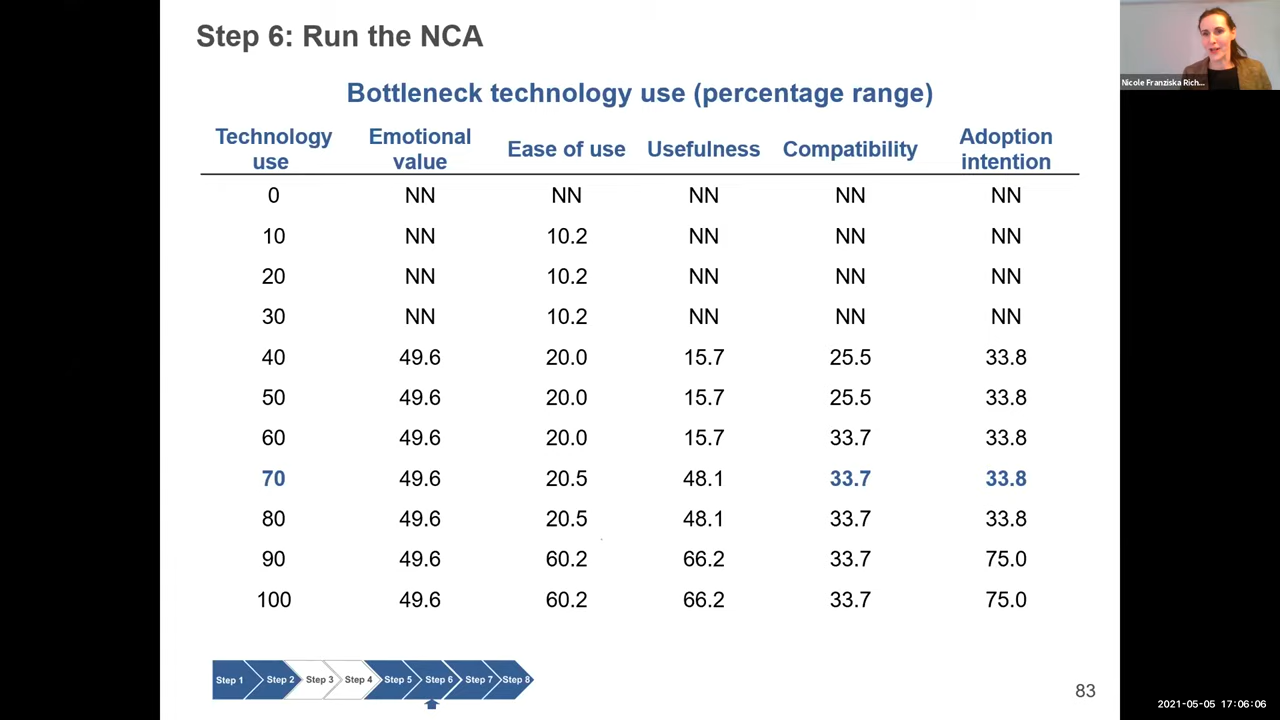 Step 6: Run the NCA
Nicole Franziska Rich...
Bottleneck technology use (percentage range)
Technology use Emotional value Ease of use Usefulness Compatibility Adoption intention
0 NN NN NN NN NN
10 NN 10.2 NN NN NN
20 NN 10.2 NN NN NN
30 NN 10.2 NN NN NN
40 49.6 20.0 15.7 25.5 33.8
50 49.6 20.0 15.7 25.5 33.8
60 49.6 20.0 15.7 33.7 33.8
70 49.6 20.5 48.1 33.7 33.8
80 49.6 20.5 48.1 33.7 33.8
90 49.6 60.2 66.2 33.7 75.0
100 49.6 60.2 66.2 33.7 75.0
Step 1 Step 2 Step 3 Step 4 Step 5 Step 6 Step 7 Step 8
83
2021-05-05 17:06:06